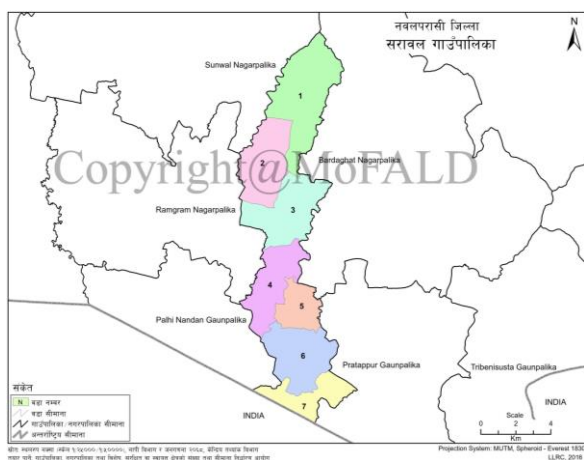 नवलपरासी जिल्ला
सरावल गाउँपालिका
N
Sunwal Nagarpalika
1
Bardaghat Nagarpalika
2
Copyright@MoFALD
Ramgram Nagarpalika
3
4
5
Palhi Nandan Gaunpalika
6
Pratappur Gaunpalika
Tribenisusta Gaunpalika
7
INDIA
INDIA
संकेत
N वडा नम्बर
वडा सीमाना
गाउँपालिका/नगरपालिका सीमाना
अन्तर्राष्ट्रिय सीमाना
Scale
2 0 2 4
Km
Projection System: MUTM, Spheroid - Everest 1830
LLRC, 2018